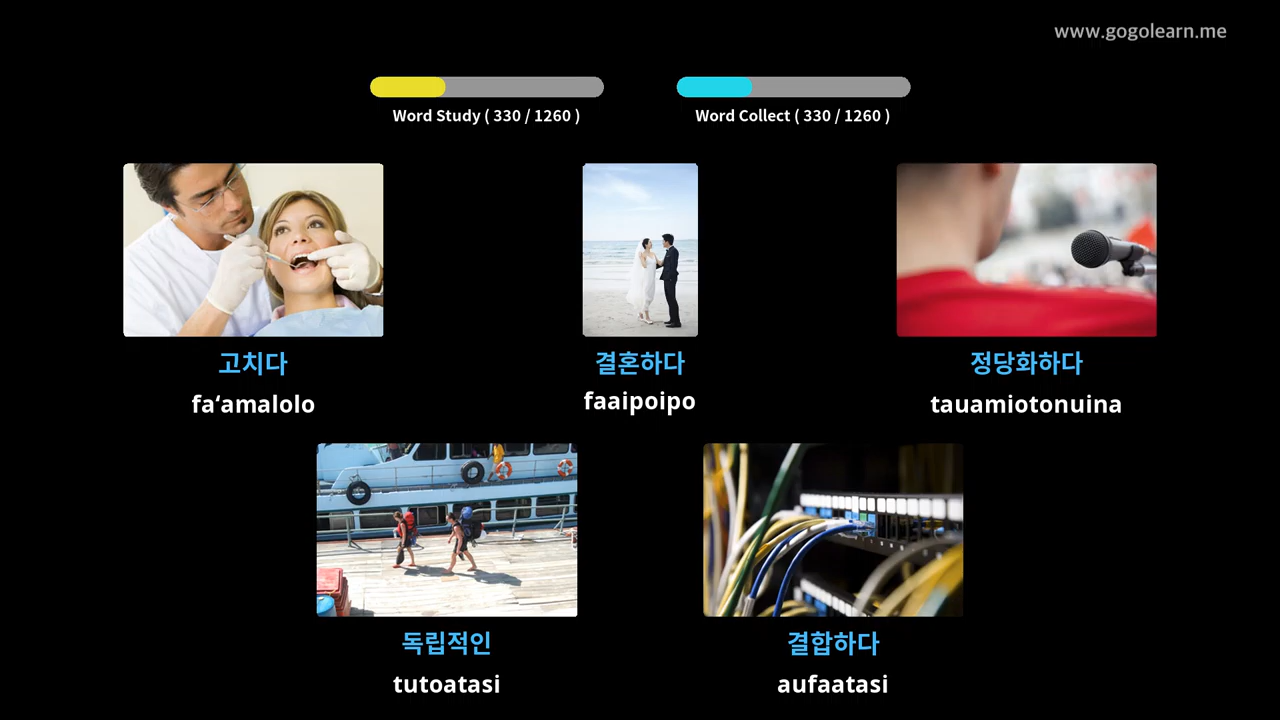 www.gogolearn.me
Word Study ( 330 / 1260 )
Word Collect ( 330 / 1260 )
고치다
결혼하다
정당화하다
fa‘amalolo
faaipoipo
tauamiotonuina
독립적인
결합하다
tutoatasi
aufaatasi